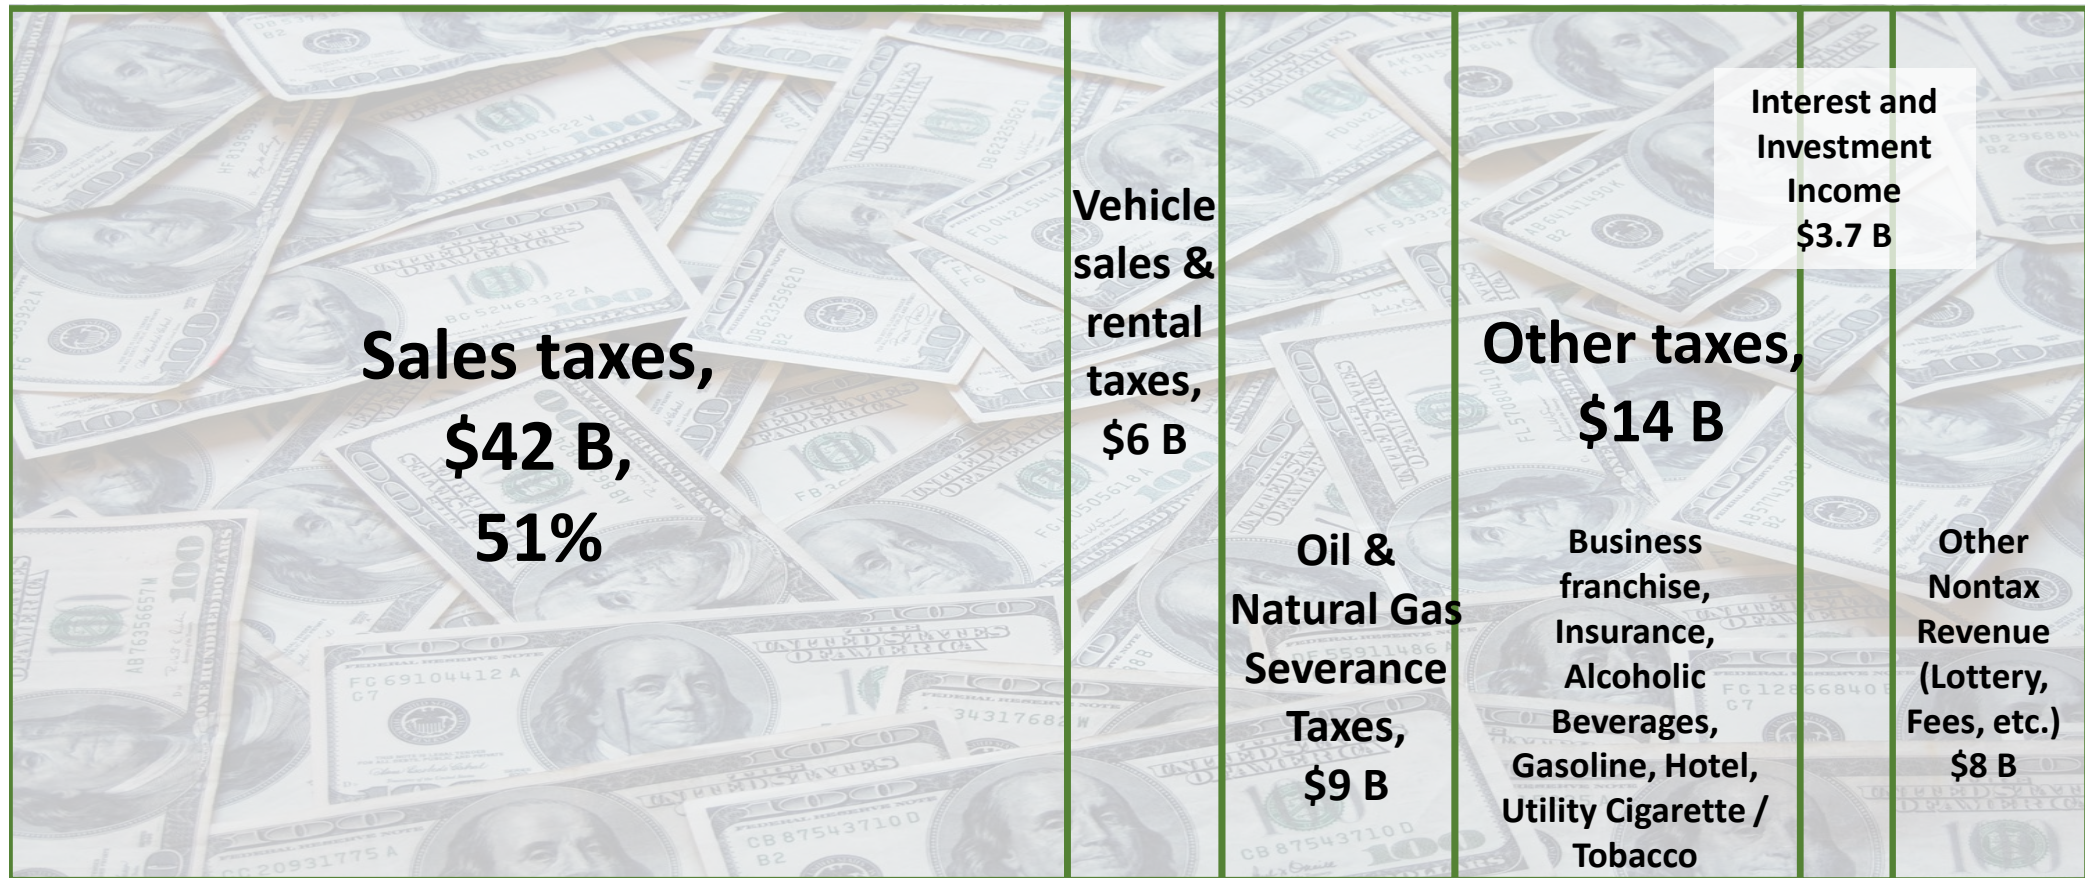 Sales taxes,
$42 B,
51%
Vehicle
sales &
rental
taxes,
$6 B
Oil &
Natural Gas
Severance
Taxes,
$9 B
Other taxes,
$14 B
Business
franchise,
Insurance,
Alcoholic
Beverages,
Gasoline, Hotel,
Utility Cigarette /
Tobacco
Interest and
Investment
Income
$3.7 B
Other
Nontax
Revenue
(Lottery,
Fees, etc.)
$8 B